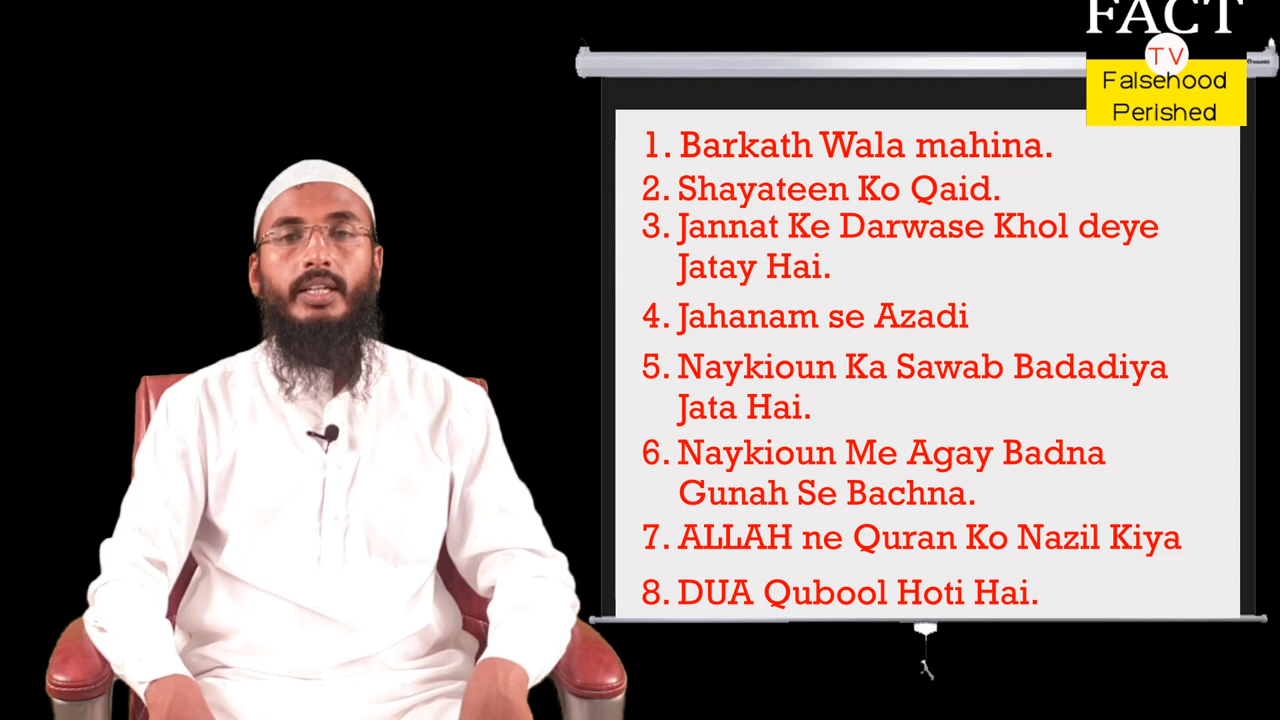 FACT
TV
Falsehood
Perished
1. Barkath Wala mahina.
2. Shayateen Ko Qaid.
3. Jannat Ke Darwase Khol deye
Jatay Hai.
4. Jahanam se Azadi
5. Naykioun Ka Sawab Badadiya
Jata Hai.
6. Naykioun Me Agay Badna
Gunah Se Bachna.
7. ALLAH ne Quran Ko Nazil Kiya
8. DUA Qubool Hoti Hai.